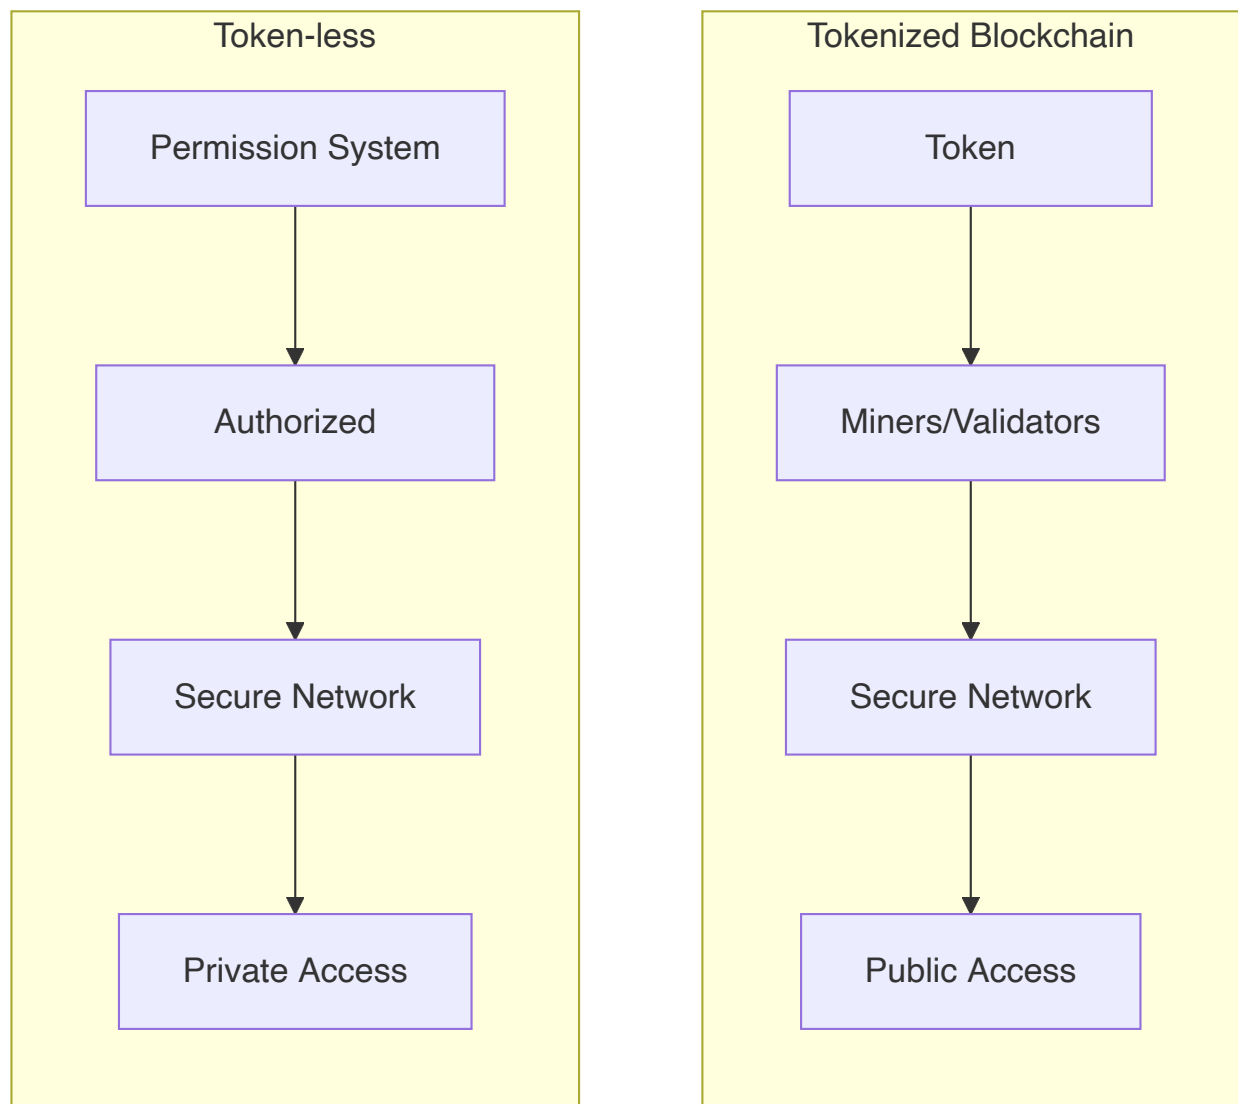 Token-less
Permission System
Authorized
Secure Network
Private Access
Tokenized Blockchain
Token
Miners/Validators
Secure Network
Public Access